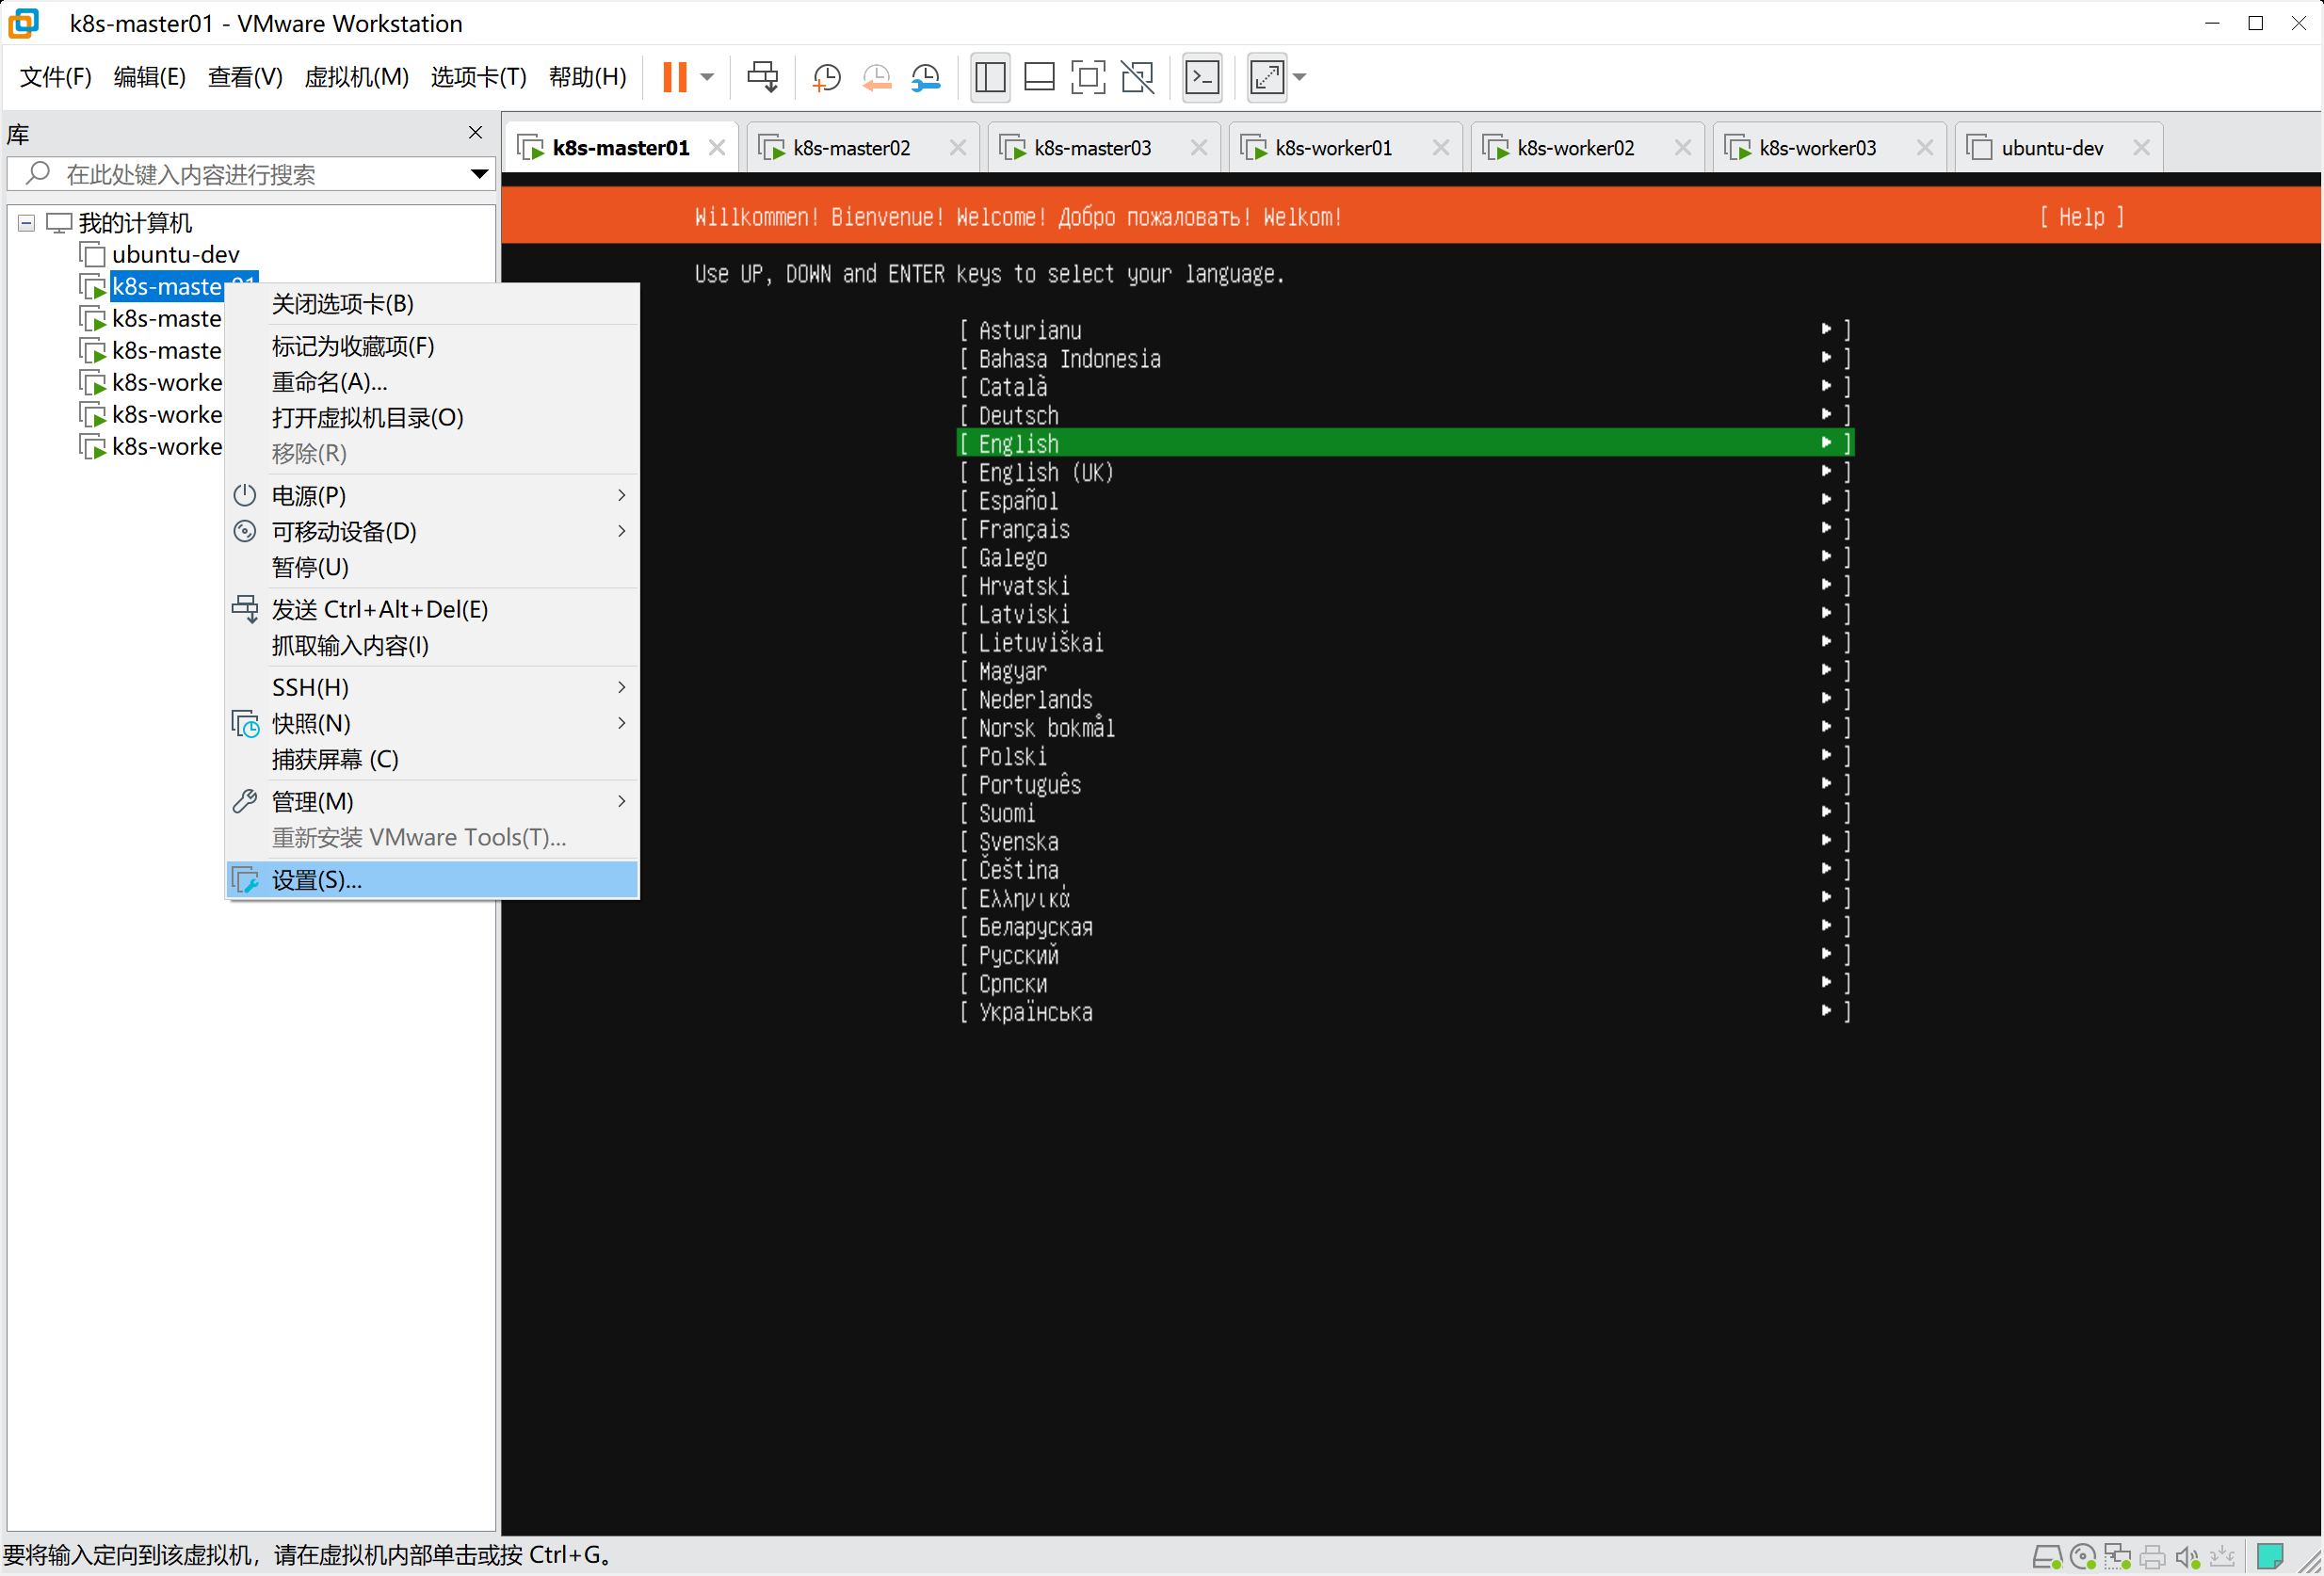 k8s-master01 - VMware Workstation
文件(F) 编辑(E) 查看(V) 虚拟机(M) 选项卡(T) 帮助(H)
库
在此处键入内容进行搜索
我的计算机
ubuntu-dev
k8s-master01
k8s-maste
k8s-maste
k8s-worke
k8s-worke
k8s-worke
关闭选项卡(B)
标记为收藏项(F)
重命名(A)...
打开虚拟机目录(O)
移除(R)
电源(P)
可移动设备(D)
暂停(U)
发送 Ctrl+Alt+Del(E)
抓取输入内容(I)
SSH(H)
快照(N)
捕获屏幕 (C)
管理(M)
重新安装 VMware Tools(T)...
设置(S)...
k8s-master01 k8s-master02 k8s-master03 k8s-worker01 k8s-worker02 k8s-worker03 ubuntu-dev
Willkommen! Bienvenue! Welcome! Добро пожаловать! Welkom! [ Help ]
Use UP, DOWN and ENTER keys to select your language.
[ Asturianu ▸ ]
[ Bahasa Indonesia ▸ ]
[ Català ▸ ]
[ Deutsch ▸ ]
[ English ▸ ]
[ English (UK) ▸ ]
[ Español ▸ ]
[ Français ▸ ]
[ Galego ▸ ]
[ Hrvatski ▸ ]
[ Latviski ▸ ]
[ Lietuviškai ▸ ]
[ Magyar ▸ ]
[ Nederlands ▸ ]
[ Norsk bokmål ▸ ]
[ Polski ▸ ]
[ Português ▸ ]
[ Suomi ▸ ]
[ Svenska ▸ ]
[ Čeština ▸ ]
[ Ελληνικά ▸ ]
[ Беларуская ▸ ]
[ Русский ▸ ]
[ Српски ▸ ]
[ Українська ▸ ]
要将输入定向到该虚拟机，请在虚拟机内部单击或按 Ctrl+G。